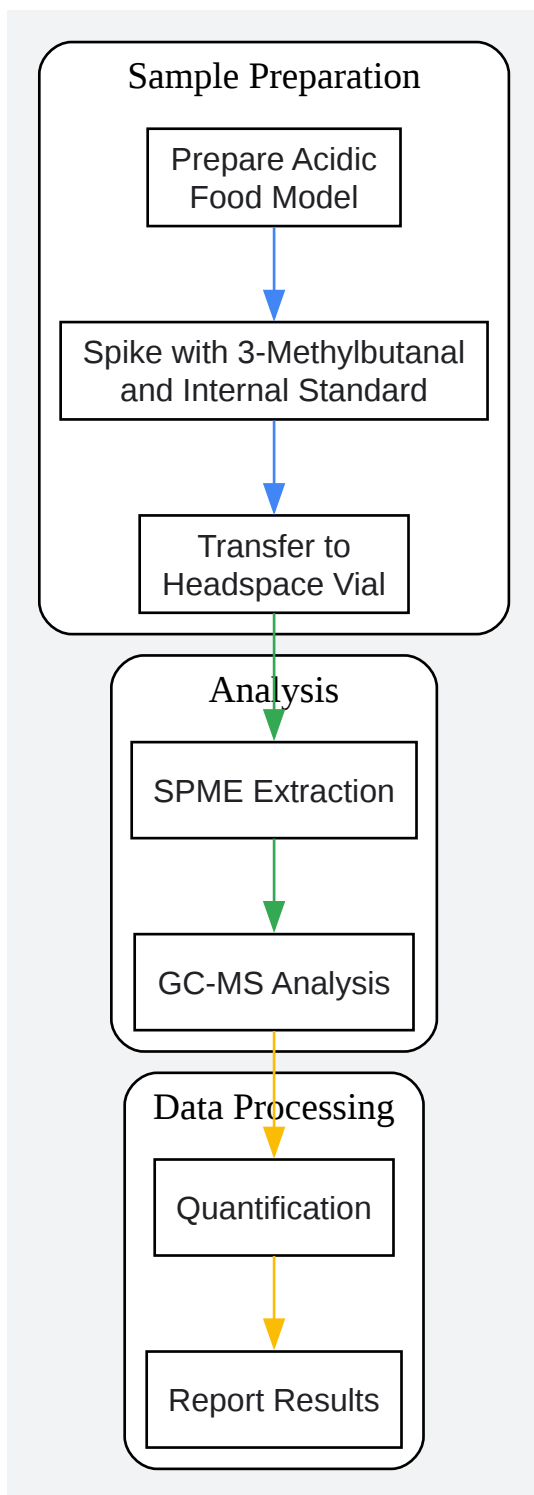 Sample Preparation
Prepare Acidic
Food Model
Spike with 3-Methylbutanal
and Internal Standard
Transfer to
Headspace Vial
Analysis
SPME Extraction
GC-MS Analysis
Data Processing
Quantification
Report Results